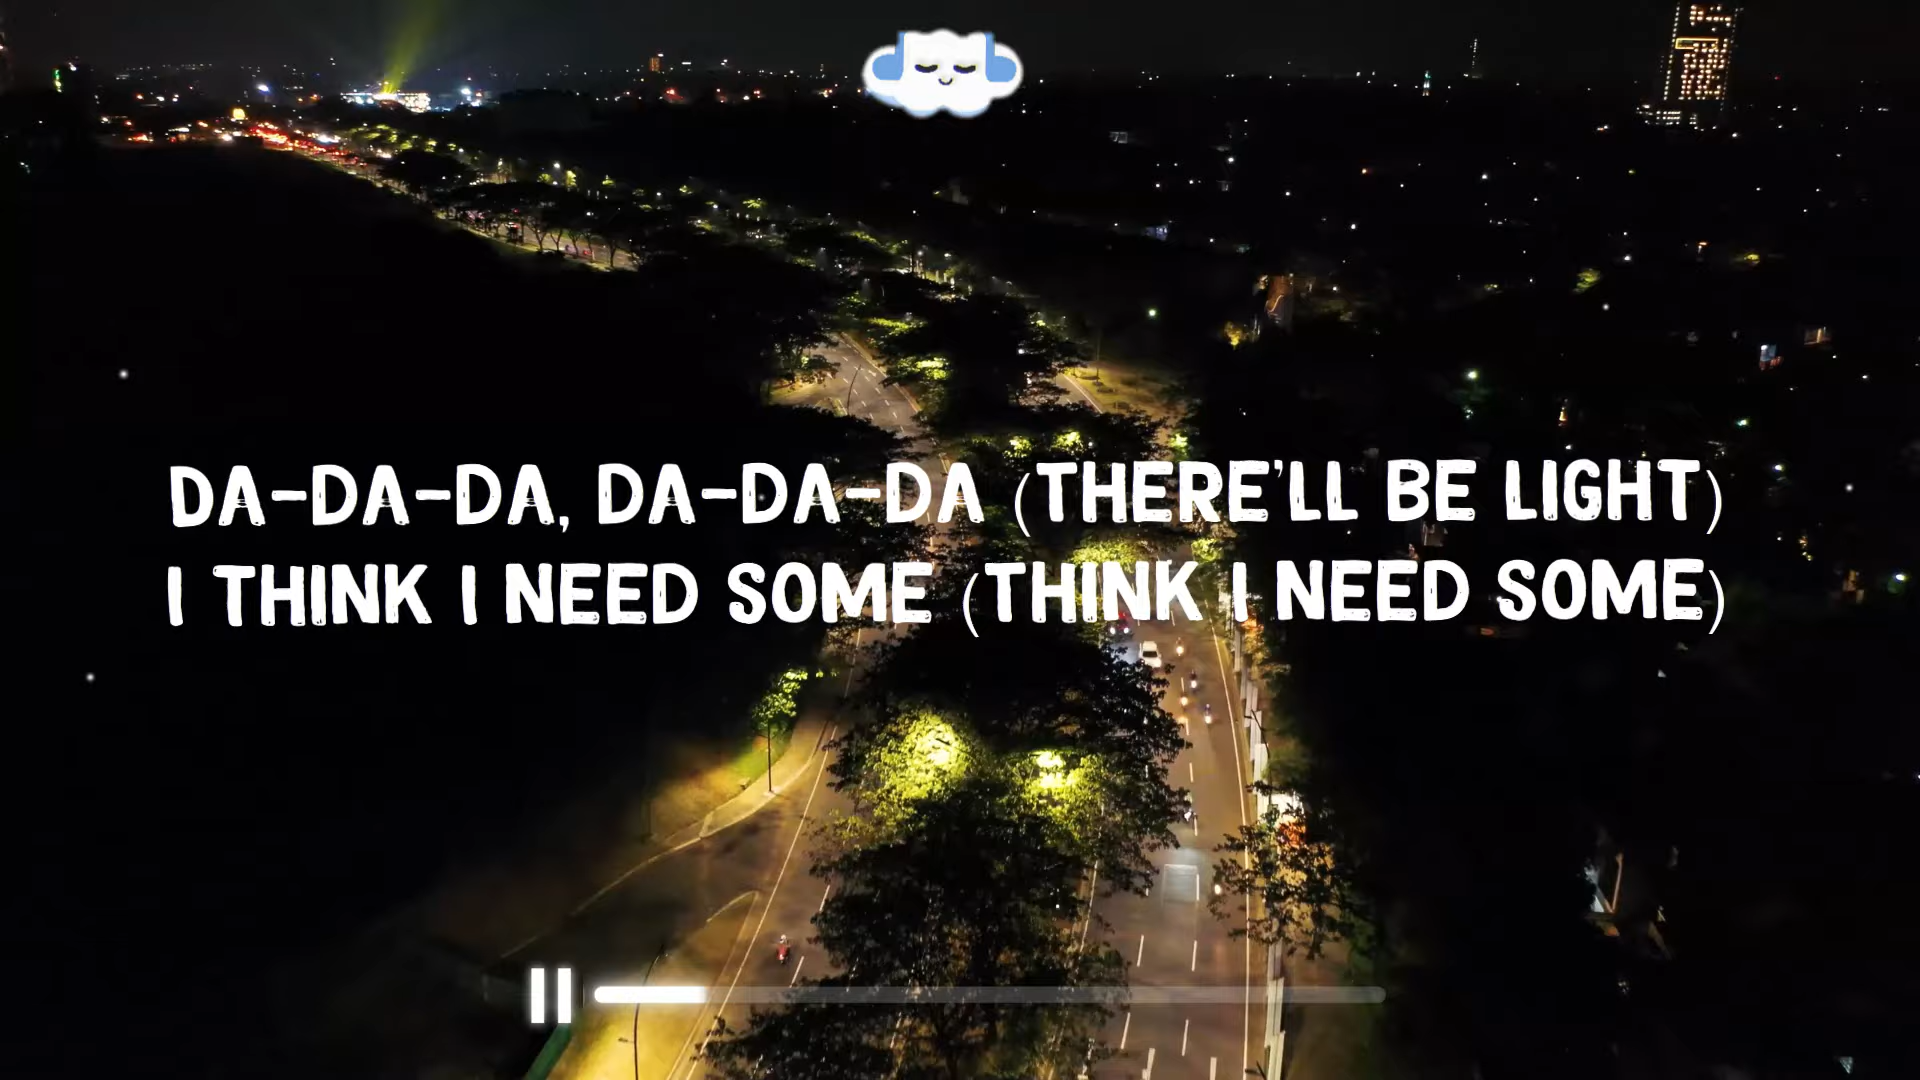 DA-DA-DA, DA-DA-DA (THERE'LL BE LIGHT)
I THINK I NEED SOME (THINK I NEED SOME)